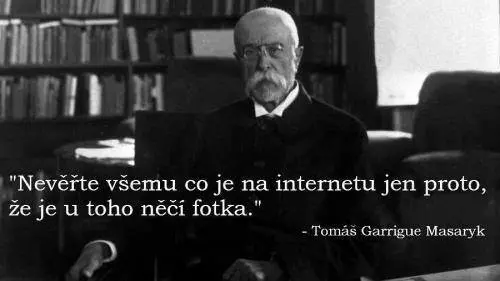 "Nevěřte všemu co je na internetu jen proto,
že je u toho něčí fotka."
- Tomáš Garrigue Masaryk